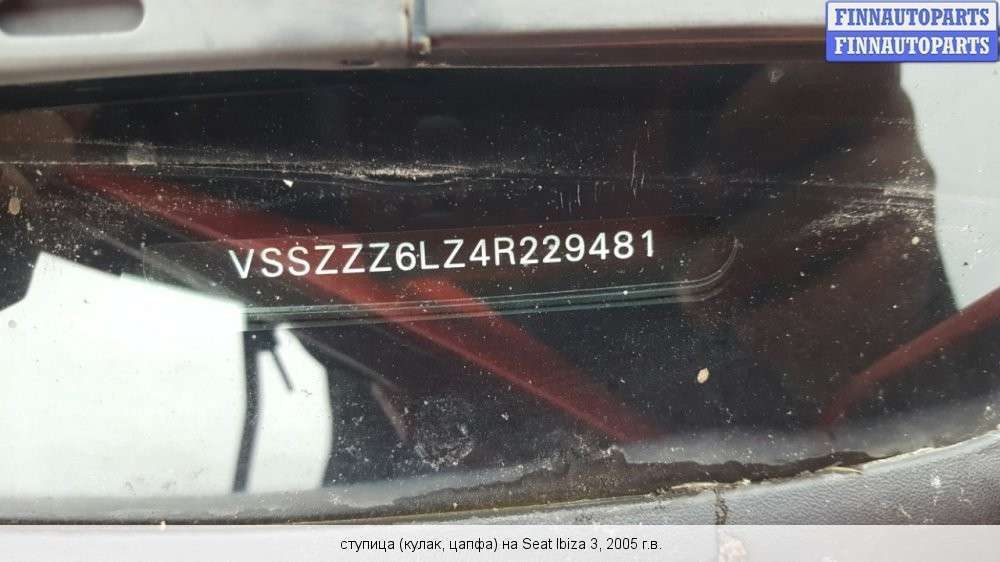 FINNAUTOPARTS
FINNAUTOPARTS
VSSZZZ6LZ4R229481
ступица (кулак, цапфа) на Seat Ibiza 3, 2005 г.в.